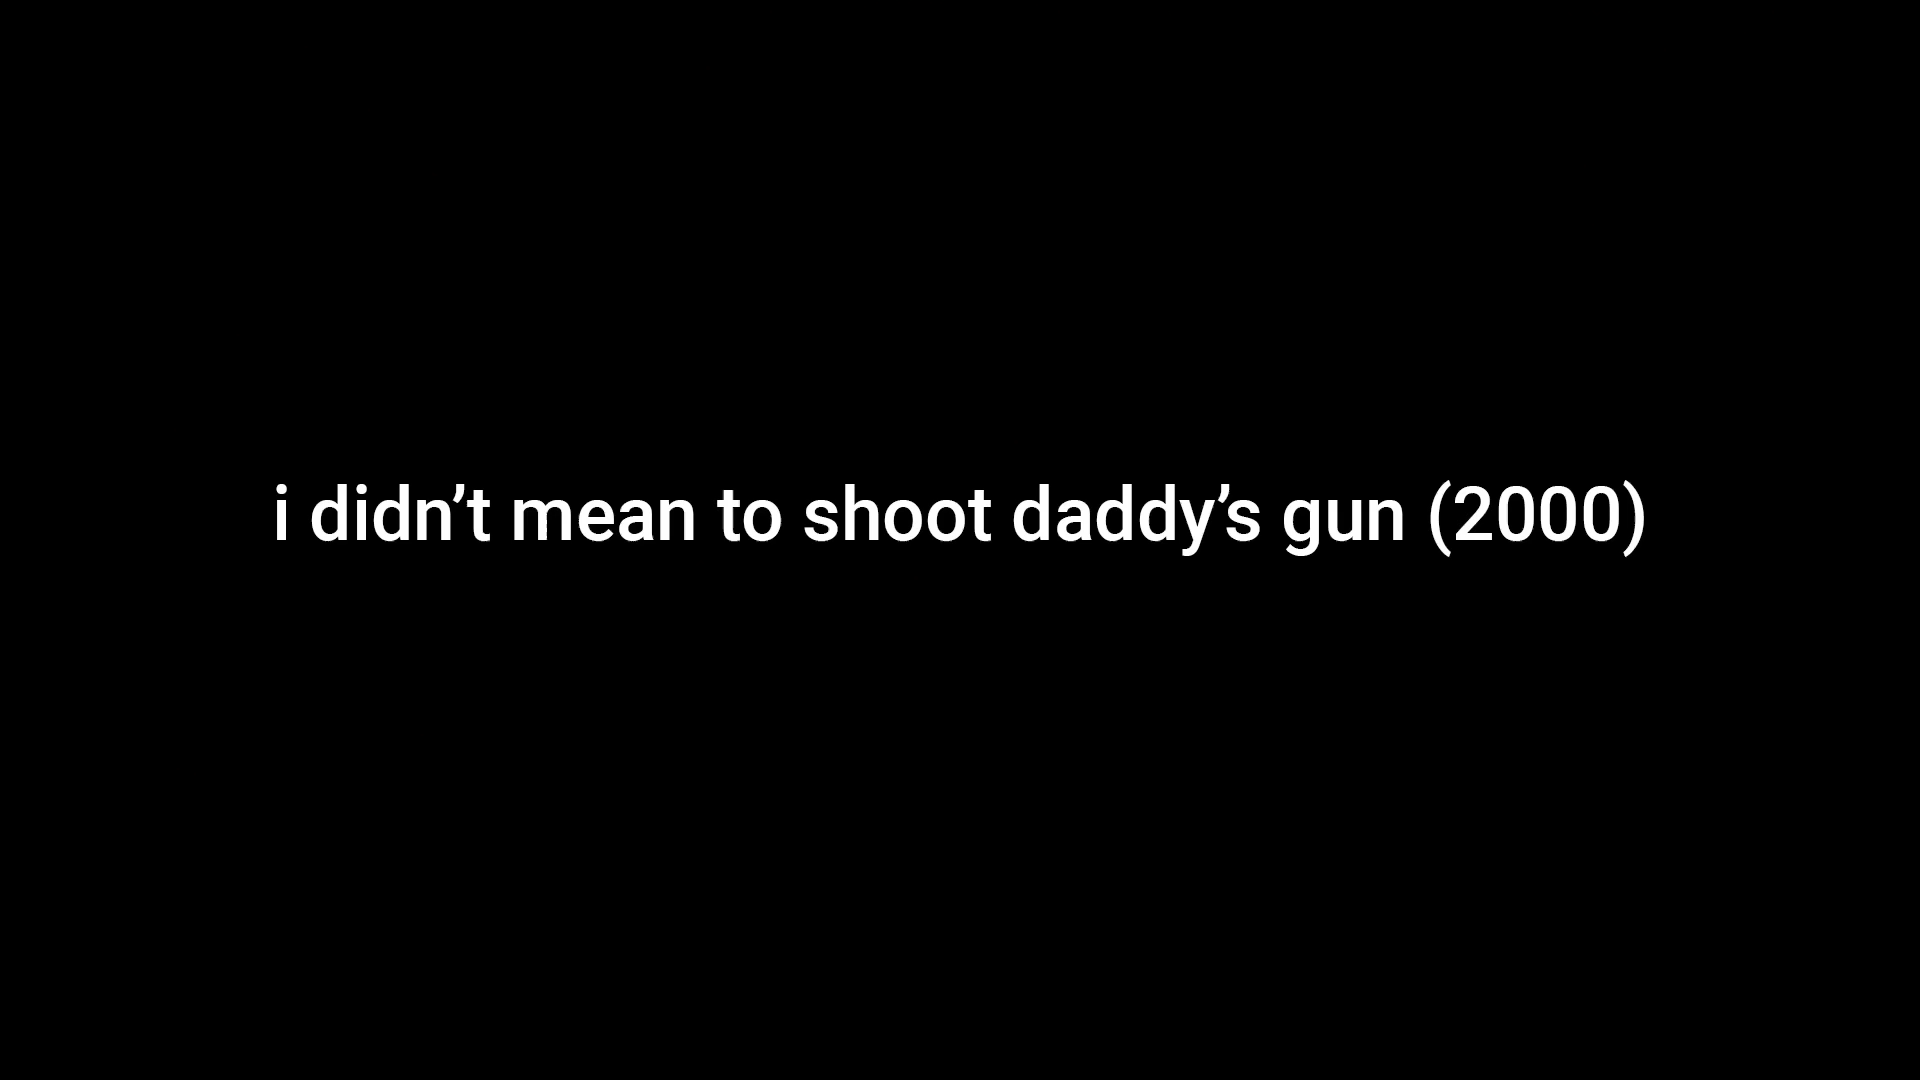 i didn’t mean to shoot daddy’s gun (2000)